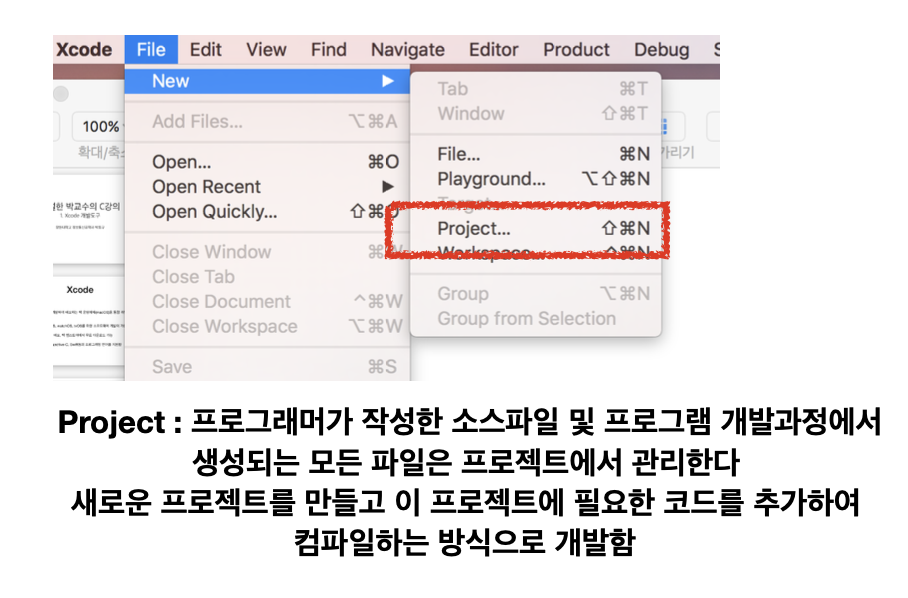 Xcode File Edit View Find Navigate Editor Product Debug S
New ▶
Tab ⌘T
Window ⇧⌘T
100%
Add Files... ⌥⌘A
확대/축소
가리기
Open... ⌘O
File... ⌘N
Open Recent ▶
Playground... ⌥⇧⌘N
Open Quickly... ⇧⌘O
Target...
박교수의 C강의
1. Xcode 개발도구
Project... ⇧⌘N
Close Window ⌘W
Workspace... ^⌘N
Close Tab
Xcode
Close Document ^⌘W
Group ⌥⌘N
Close Workspace ⌥⌘W
Group from Selection
Save ⌘S
Project : 프로그래머가 작성한 소스파일 및 프로그램 개발과정에서
생성되는 모든 파일은 프로젝트에서 관리한다
새로운 프로젝트를 만들고 이 프로젝트에 필요한 코드를 추가하여
컴파일하는 방식으로 개발함